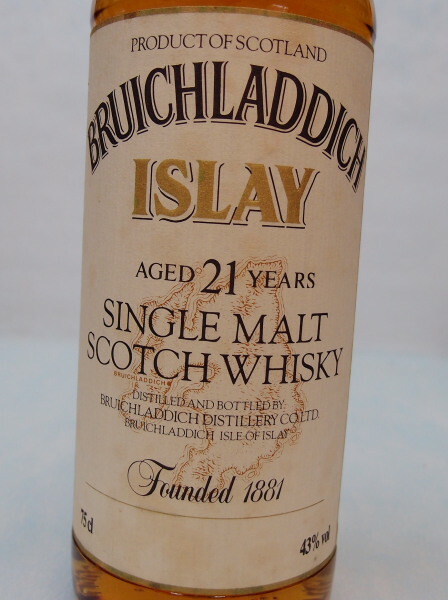 PRODUCT OF SCOTLAND
BRUICHLADDICH
ISLAY
AGED 21 YEARS
SINGLE MALT
SCOTCH WHISKY
BRUICHLADDICH
DISTILLED AND BOTTLED BY:
BRUICHLADDICH DISTILLERY CO. LTD.
BRUICHLADDICH ISLE OF ISLAY
Founded 1881
75cl
43% vol